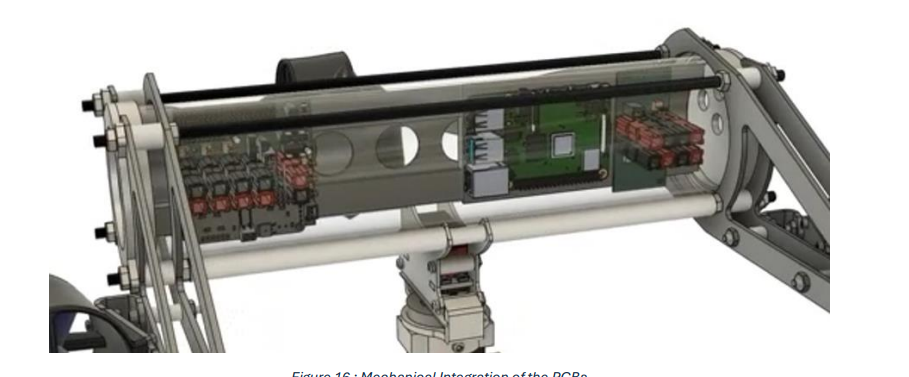 Figure 16 : Mechanical Integration of the PCBs